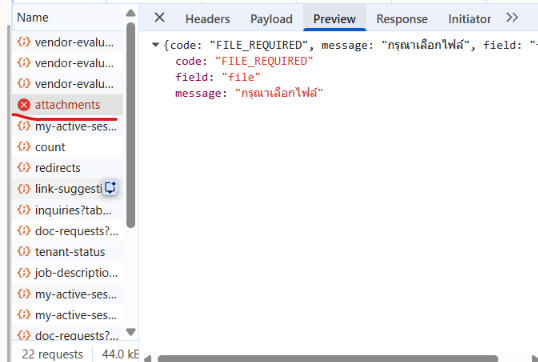 Name
Headers Payload Preview Response Initiator
vendor-evalu...
vendor-evalu...
vendor-evalu...
attachments
my-active-ses...
count
redirects
link-suggesti
inquiries?tab...
doc-requests?...
tenant-status
job-descriptio...
my-active-ses...
my-active-ses...
doc-requests?...
22 requests 44.0 kB
{code: "FILE_REQUIRED", message: "กรุณาเลือกไฟล์", field: "
code: "FILE_REQUIRED"
field: "file"
message: "กรุณาเลือกไฟล์"